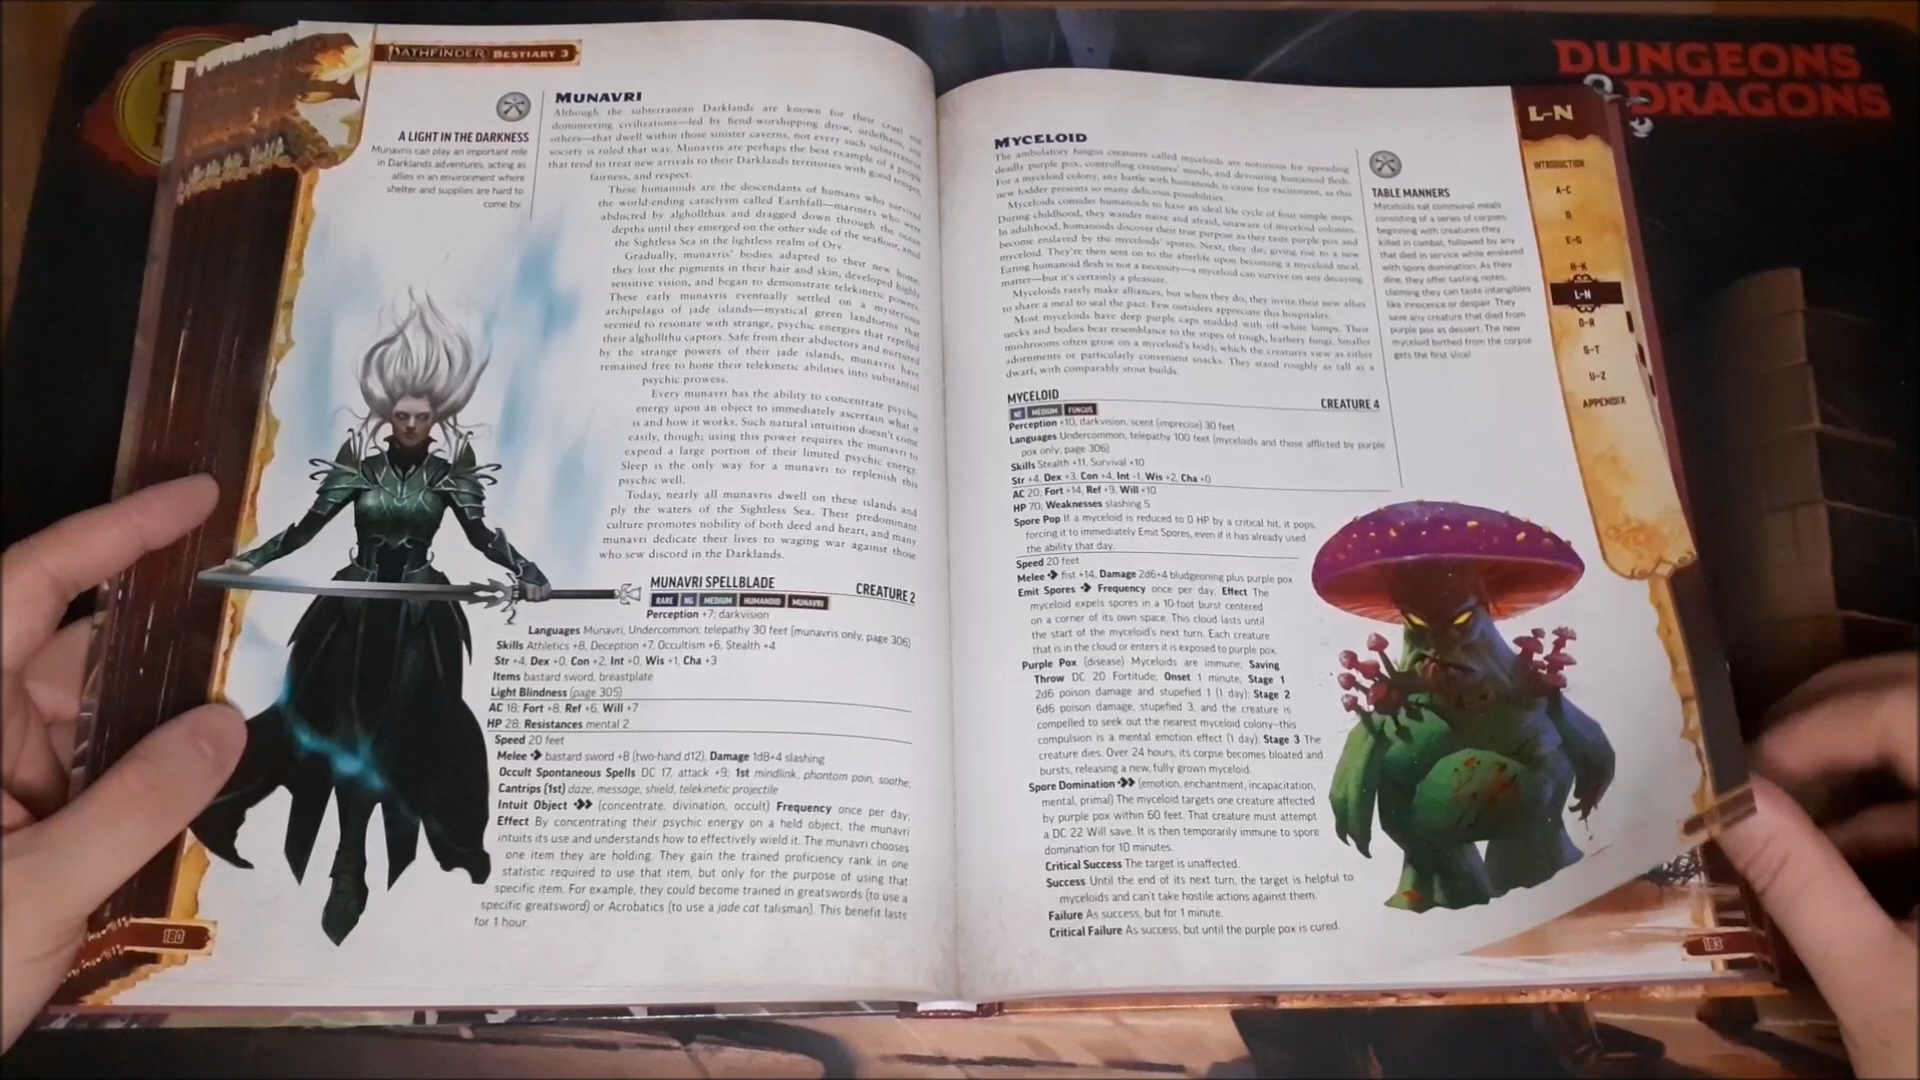 PATHFINDER BESTIARY 3
A LIGHT IN THE DARKNESS
Munavris can play an important role
in Darklands adventures, acting as
allies in an environment where
shelter and supplies are hard to
come by.
MUNAVRI
Although the subterranean Darklands are known for their cruel and
domineering civilizations—led by fiend-worshipping drow, urdefhans, and
others—that dwell within those sinister caverns, not every such subterranean
society is ruled that way. Munavris are perhaps the best example of a people
that tend to treat new arrivals to their Darklands territories with good temper,
fairness, and respect.
These humanoids are the descendants of humans who survived
the world-ending cataclysm called Earthfall—mariners who were
abducted by alghollthus and dragged down through the ocean
depths until they emerged on the other side of the seafloor, amid
the Sightless Sea in the lightless realm of Orv.
Gradually, munavris' bodies adapted to their new home:
they lost the pigments in their hair and skin, developed highly
sensitive vision, and began to demonstrate telekinetic powers.
These early munavris eventually settled on a mysterious
archipelago of jade islands—mystical green landforms that
seemed to resonate with strange, psychic energies that repelled
their alghollthu captors. Safe from their abductors and nurtured
by the strange powers of their jade islands, munavris have
remained free to hone their telekinetic abilities into substantial
psychic prowess.
Every munavri has the ability to concentrate psychic
energy upon an object to immediately ascertain what it
is and how it works. Such natural intuition doesn't come
easily, though; using this power requires the munavri to
expend a large portion of their limited psychic energy.
Sleep is the only way for a munavri to replenish this
psychic well.
Today, nearly all munavris dwell on these islands and
ply the waters of the Sightless Sea. Their predominant
culture promotes nobility of both deed and heart, and many
munavri dedicate their lives to waging war against those
who sew discord in the Darklands.
MUNAVRI SPELLBLADE CREATURE 2
RARE NG MEDIUM HUMANOID MUNAVRI
Perception +7; darkvision
Languages Munavri, Undercommon; telepathy 30 feet (munavris only, page 306)
Skills Athletics +8, Deception +7, Occultism +6, Stealth +4
Str +4, Dex +0, Con +2, Int +0, Wis +1, Cha +3
Items bastard sword, breastplate
Light Blindness (page 305)
AC 18; Fort +8, Ref +6, Will +7
HP 28; Resistances mental 2
Speed 20 feet
Melee bastard sword +8 (two-hand d12), Damage 1d8+4 slashing
Occult Spontaneous Spells DC 17, attack +9; 1st mindlink, phantom pain, soothe;
Cantrips (1st) daze, message, shield, telekinetic projectile
Intuit Object (concentrate, divination, occult) Frequency once per day;
Effect By concentrating their psychic energy on a held object, the munavri
intuits its use and understands how to effectively wield it. The munavri chooses
one item they are holding. They gain the trained proficiency rank in one
statistic required to use that item, but only for the purpose of using that
specific item. For example, they could become trained in greatswords (to use a
specific greatsword) or Acrobatics (to use a jade cat talisman). This benefit lasts
for 1 hour.
180
MYCELOID
The ambulatory fungus creatures called myceloids are notorious for spreading
deadly purple pox, controlling creatures' minds, and devouring humanoid flesh.
For a myceloid colony, any battle with humanoids is cause for excitement, as this
new fodder presents so many delicious possibilities.
Myceloids consider humanoids to have an ideal life cycle of four simple steps.
During childhood, they wander naive and afraid, unaware of myceloid colonies.
In adulthood, humanoids discover their true purpose as they taste purple pox and
become enslaved by the myceloids' spores. Next, they die, giving rise to a new
myceloid. They're then sent on to the afterlife upon becoming a myceloid meal.
Eating humanoid flesh is not a necessity—a myceloid can survive on any decaying
matter—but it's certainly a pleasure.
Myceloids rarely make alliances, but when they do, they invite their new allies
to share a meal to seal the pact. Few outsiders appreciate this hospitality.
Most myceloids have deep purple caps studded with off-white lumps. Their
necks and bodies bear resemblance to the stipes of tough, leathery fungi. Smaller
mushrooms often grow on a myceloid's body, which the creatures view as either
adornments or particularly convenient snacks. They stand roughly as tall as a
dwarf, with comparably stout builds.
MYCELOID CREATURE 4
NE MEDIUM FUNGUS
Perception +10, darkvision, scent (imprecise) 30 feet
Languages Undercommon; telepathy 100 feet (myceloids and those afflicted by purple
pox only; page 306)
Skills Stealth +11, Survival +10
Str +4, Dex +3, Con +4, Int -1, Wis +2, Cha +0
AC 20; Fort +14, Ref +9, Will +10
HP 70; Weaknesses slashing 5
Spore Pop If a myceloid is reduced to 0 HP by a critical hit, it pops,
forcing it to immediately Emit Spores, even if it has already used
the ability that day.
Speed 20 feet
Melee fist +14, Damage 2d6+4 bludgeoning plus purple pox
Emit Spores Frequency once per day; Effect The
myceloid expels spores in a 10-foot burst centered
on a corner of its own space. This cloud lasts until
the start of the myceloid's next turn. Each creature
that is in the cloud or enters it is exposed to purple pox.
Purple Pox (disease) Myceloids are immune; Saving
Throw DC 20 Fortitude; Onset 1 minute; Stage 1
2d6 poison damage and stupefied 1 (1 day); Stage 2
6d6 poison damage, stupefied 3, and the creature is
compelled to seek out the nearest myceloid colony—this
compulsion is a mental emotion effect (1 day); Stage 3 The
creature dies. Over 24 hours, its corpse becomes bloated and
bursts, releasing a new, fully grown myceloid.
Spore Domination (emotion, enchantment, incapacitation,
mental, primal) The myceloid targets one creature affected
by purple pox within 60 feet. That creature must attempt
a DC 22 Will save. It is then temporarily immune to spore
domination for 10 minutes.
Critical Success The target is unaffected.
Success Until the end of its next turn, the target is helpful to
myceloids and can't take hostile actions against them.
Failure As success, but for 1 minute.
Critical Failure As success, but until the purple pox is cured.
TABLE MANNERS
Myceloids eat communal meals
consisting of a series of corpses,
beginning with creatures they
killed in combat, followed by any
that died in service while enslaved
with spore domination. As they
dine, they offer tasting notes,
claiming they can taste intangibles
like innocence or despair. They
save any creature that died from
purple pox as dessert. The new
myceloid birthed from the corpse
gets the first slice!
L-N
INTRODUCTION
A-C
D
E-G
H-K
L-N
O-R
S-T
U-Z
APPENDIX
183
DUNGEONS
& DRAGONS